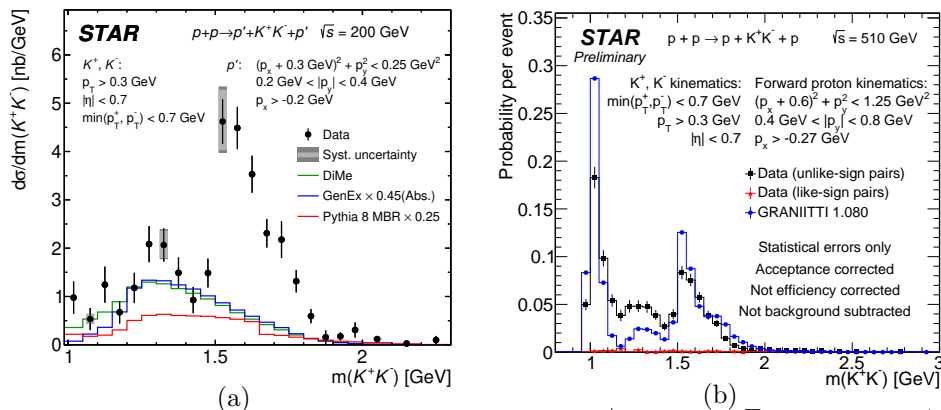 STAR p+p→p'+K⁺K⁻+p' √s = 200 GeV
K⁺, K⁻: p': (pₓ + 0.3 GeV)² + p²ᵧ < 0.25 GeV²
p_T > 0.3 GeV 0.2 GeV < |p_y| < 0.4 GeV
|η| < 0.7 pₓ > -0.2 GeV
min(p_T⁺, p_T⁻) < 0.7 GeV
Data
Syst. uncertainty
DiMe
GenEx × 0.45(Abs.)
Pythia 8 MBR × 0.25
dσ/dm(K⁺K⁻) [nb/GeV]
6
5
4
3
2
1
0
1 1.5 2
m(K⁺K⁻) [GeV]
(a)
STAR p + p → p + K⁺K⁻ + p √s = 510 GeV
Preliminary
K⁺, K⁻ kinematics: Forward proton kinematics:
min(p_T⁺,p_T⁻) < 0.7 GeV (pₓ + 0.6)² + p²ᵧ < 1.25 GeV²
p_T > 0.3 GeV 0.4 GeV < |p_y| < 0.8 GeV
|η| < 0.7 pₓ > -0.27 GeV
Data (unlike-sign pairs)
Data (like-sign pairs)
GRANIITTI 1.080
Statistical errors only
Acceptance corrected
Not efficiency corrected
Not background subtracted
Probability per event
0.35
0.3
0.25
0.2
0.15
0.1
0.05
0
1 1.5 2 2.5 3
m(K⁺K⁻) [GeV]
(b)